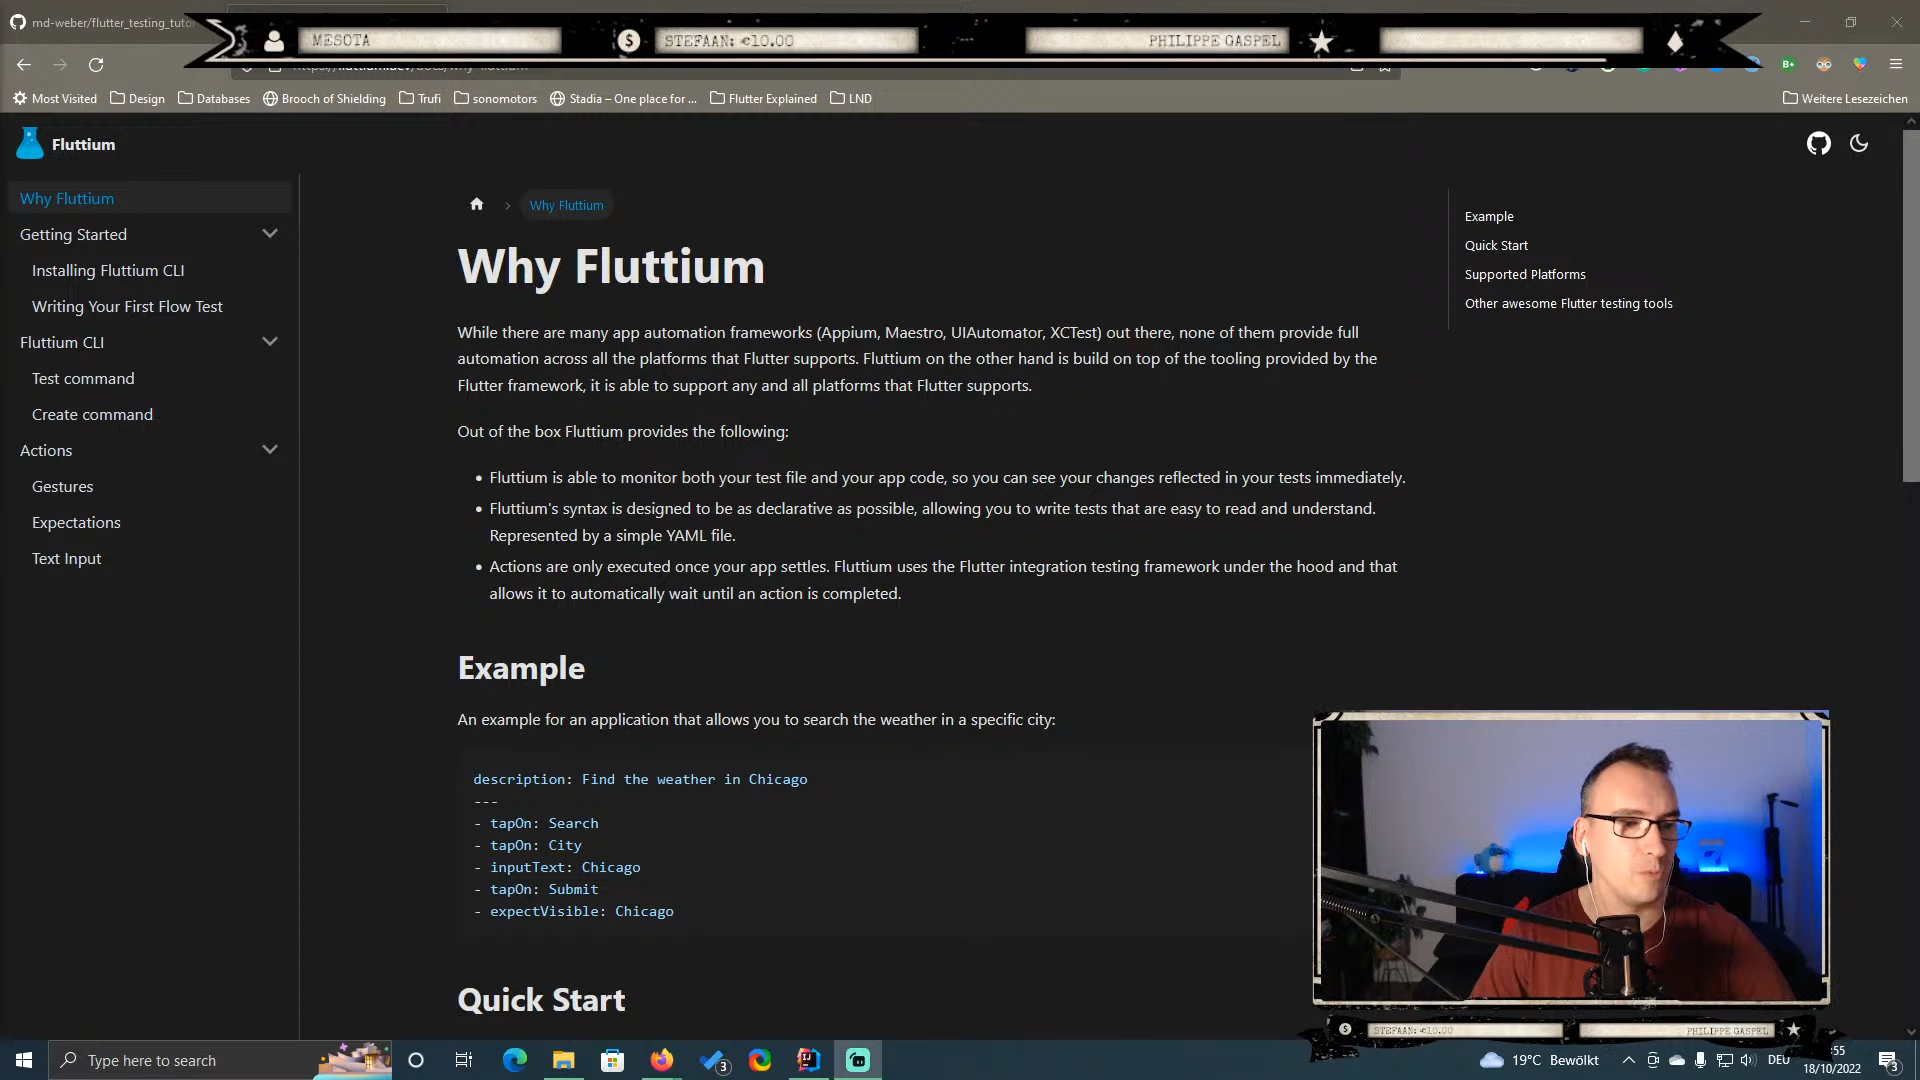 md-weber/flutter_testing_tuto
MESOTA
STEFAAN: €10.00
PHILIPPE GASPEL
Most Visited
Design
Databases
Brooch of Shielding
Trufi
sonomotors
Stadia – One place for ...
Flutter Explained
LND
Weitere Lesezeichen
Fluttium
Why Fluttium
Getting Started
Installing Fluttium CLI
Writing Your First Flow Test
Fluttium CLI
Test command
Create command
Actions
Gestures
Expectations
Text Input
Why Fluttium
Why Fluttium
While there are many app automation frameworks (Appium, Maestro, UIAutomator, XCTest) out there, none of them provide full
automation across all the platforms that Flutter supports. Fluttium on the other hand is build on top of the tooling provided by the
Flutter framework, it is able to support any and all platforms that Flutter supports.
Out of the box Fluttium provides the following:
Fluttium is able to monitor both your test file and your app code, so you can see your changes reflected in your tests immediately.
Fluttium's syntax is designed to be as declarative as possible, allowing you to write tests that are easy to read and understand.
Represented by a simple YAML file.
Actions are only executed once your app settles. Fluttium uses the Flutter integration testing framework under the hood and that
allows it to automatically wait until an action is completed.
Example
An example for an application that allows you to search the weather in a specific city:
description: Find the weather in Chicago
---
- tapOn: Search
- tapOn: City
- inputText: Chicago
- tapOn: Submit
- expectVisible: Chicago
Quick Start
Example
Quick Start
Supported Platforms
Other awesome Flutter testing tools
STEFAAN: €10.00
PHILIPPE GASPEL
Type here to search
3
19°C Bewölkt
DEU
55
18/10/2022
3